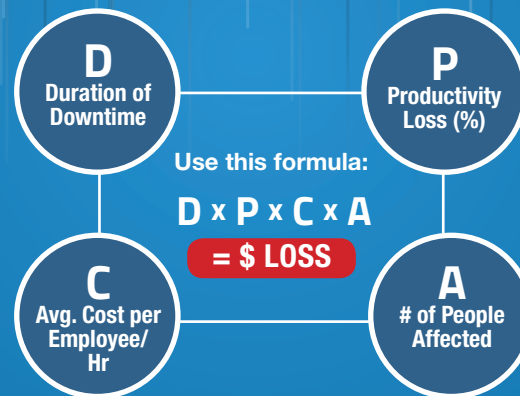 D
Duration of
Downtime
P
Productivity
Loss (%)
Use this formula:
D x P x C x A
= $ LOSS
C
Avg. Cost per
Employee/
Hr
A
# of People
Affected